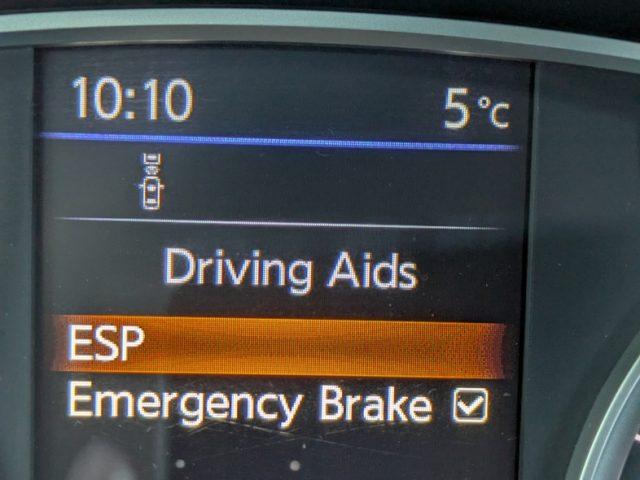 10:10 5°C
Driving Aids
ESP
Emergency Brake